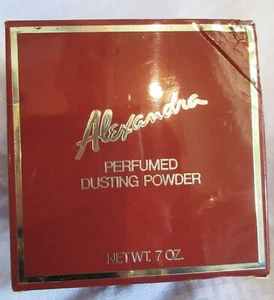 Alexandra
PERFUMED
DUSTING POWDER
NET WT. 7 OZ.